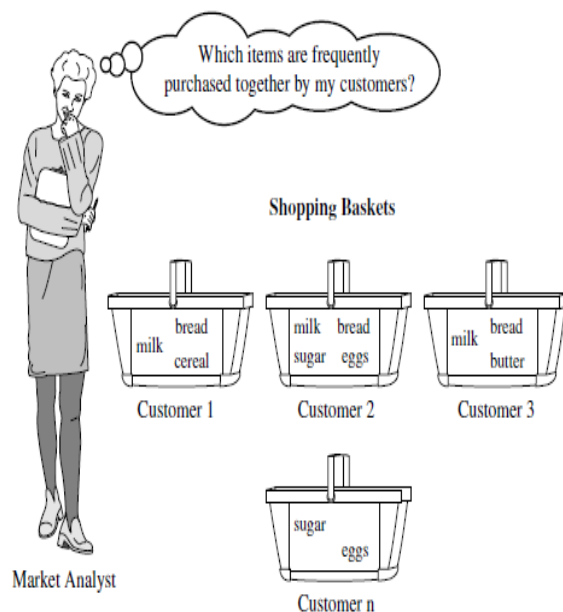 Which items are frequently
purchased together by my customers?
Shopping Baskets
milk
bread
cereal
Customer 1
milk bread
sugar eggs
Customer 2
milk
bread
butter
Customer 3
sugar
eggs
Customer n
Market Analyst